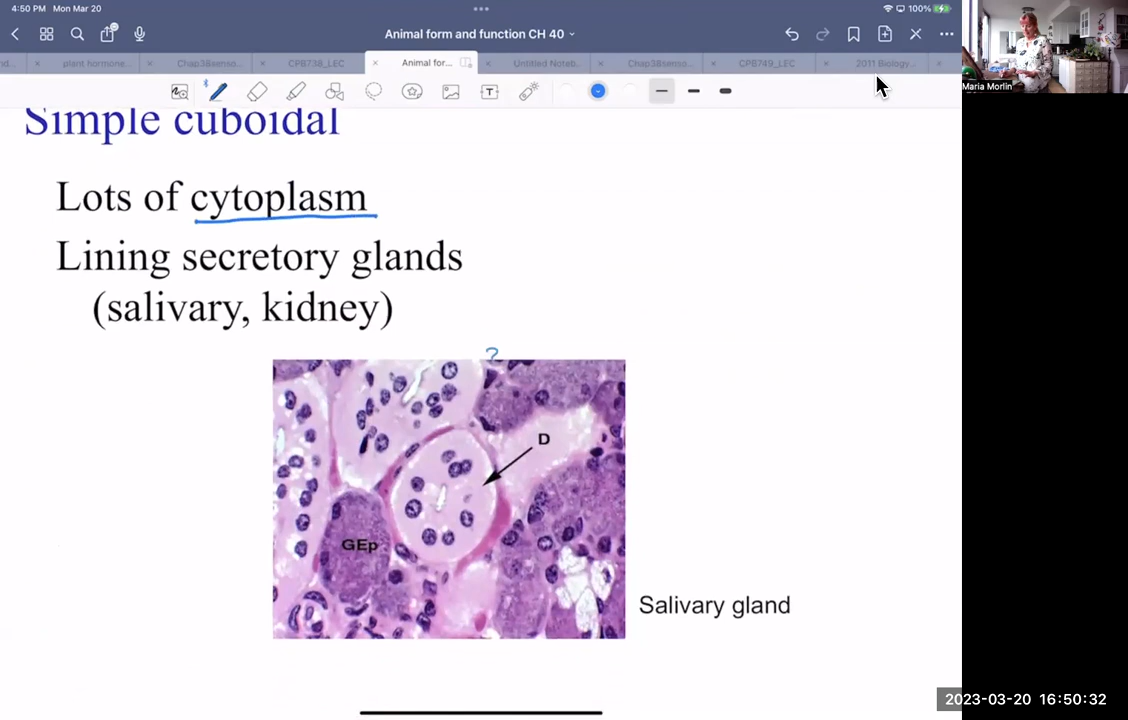 4:50 PM Mon Mar 20
100%
Animal form and function CH 40
plant hormone...
Chap38senso...
CPB738_LEC
Animal for...
Untitled Noteb...
Chap38senso...
CPB749_LEC
2011 Biology...
Maria Morlin
T
Simple cuboidal
Lots of cytoplasm
Lining secretory glands
(salivary, kidney)
?
D
GEp
Salivary gland
2023-03-20 16:50:32